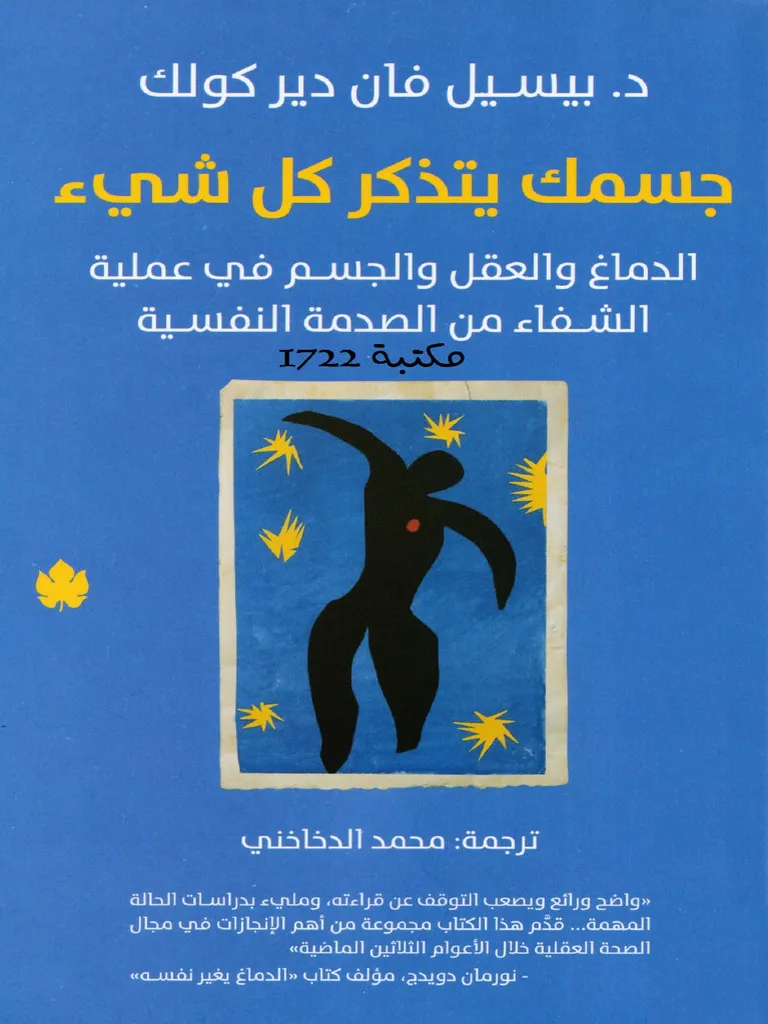 د. بيسيل فان دير كولك
جسمك يتذكر كل شيء
الدماغ والعقل والجسم في عملية
الشفاء من الصدمة النفسية
مكتبة 1722
ترجمة: محمد الدخاخني
«واضح ورائع ويصعب التوقف عن قراءته، ومليء بدراسات الحالة
المهمة... قدَّم هذا الكتاب مجموعة من أهم الإنجازات في مجال
الصحة العقلية خلال الأعوام الثلاثين الماضية»
- نورمان دويدج، مؤلف كتاب «الدماغ يغير نفسه»